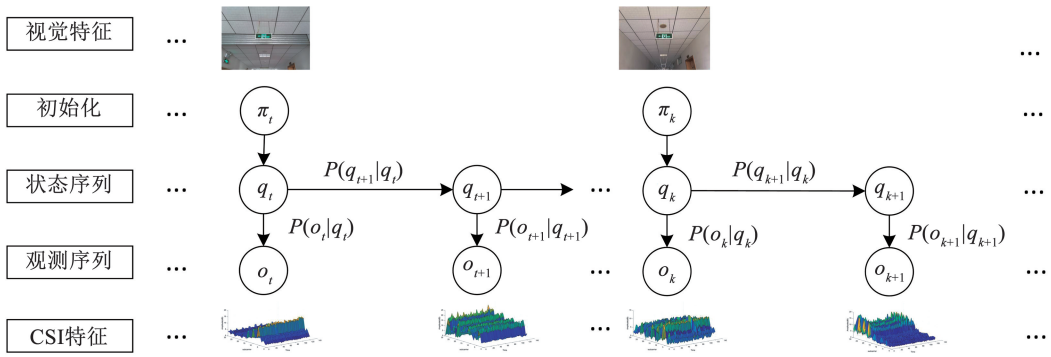 视觉特征 ... ...
初始化 ... π_t π_k ...
P(q_{t+1}|q_t) P(q_{k+1}|q_k)
状态序列 ... q_t q_{t+1} ... q_k q_{k+1} ...
P(o_t|q_t) P(o_{t+1}|q_{t+1}) P(o_k|q_k) P(o_{k+1}|q_{k+1})
观测序列 ... o_t o_{t+1} ... o_k o_{k+1} ...
CSI特征 ... ... ...